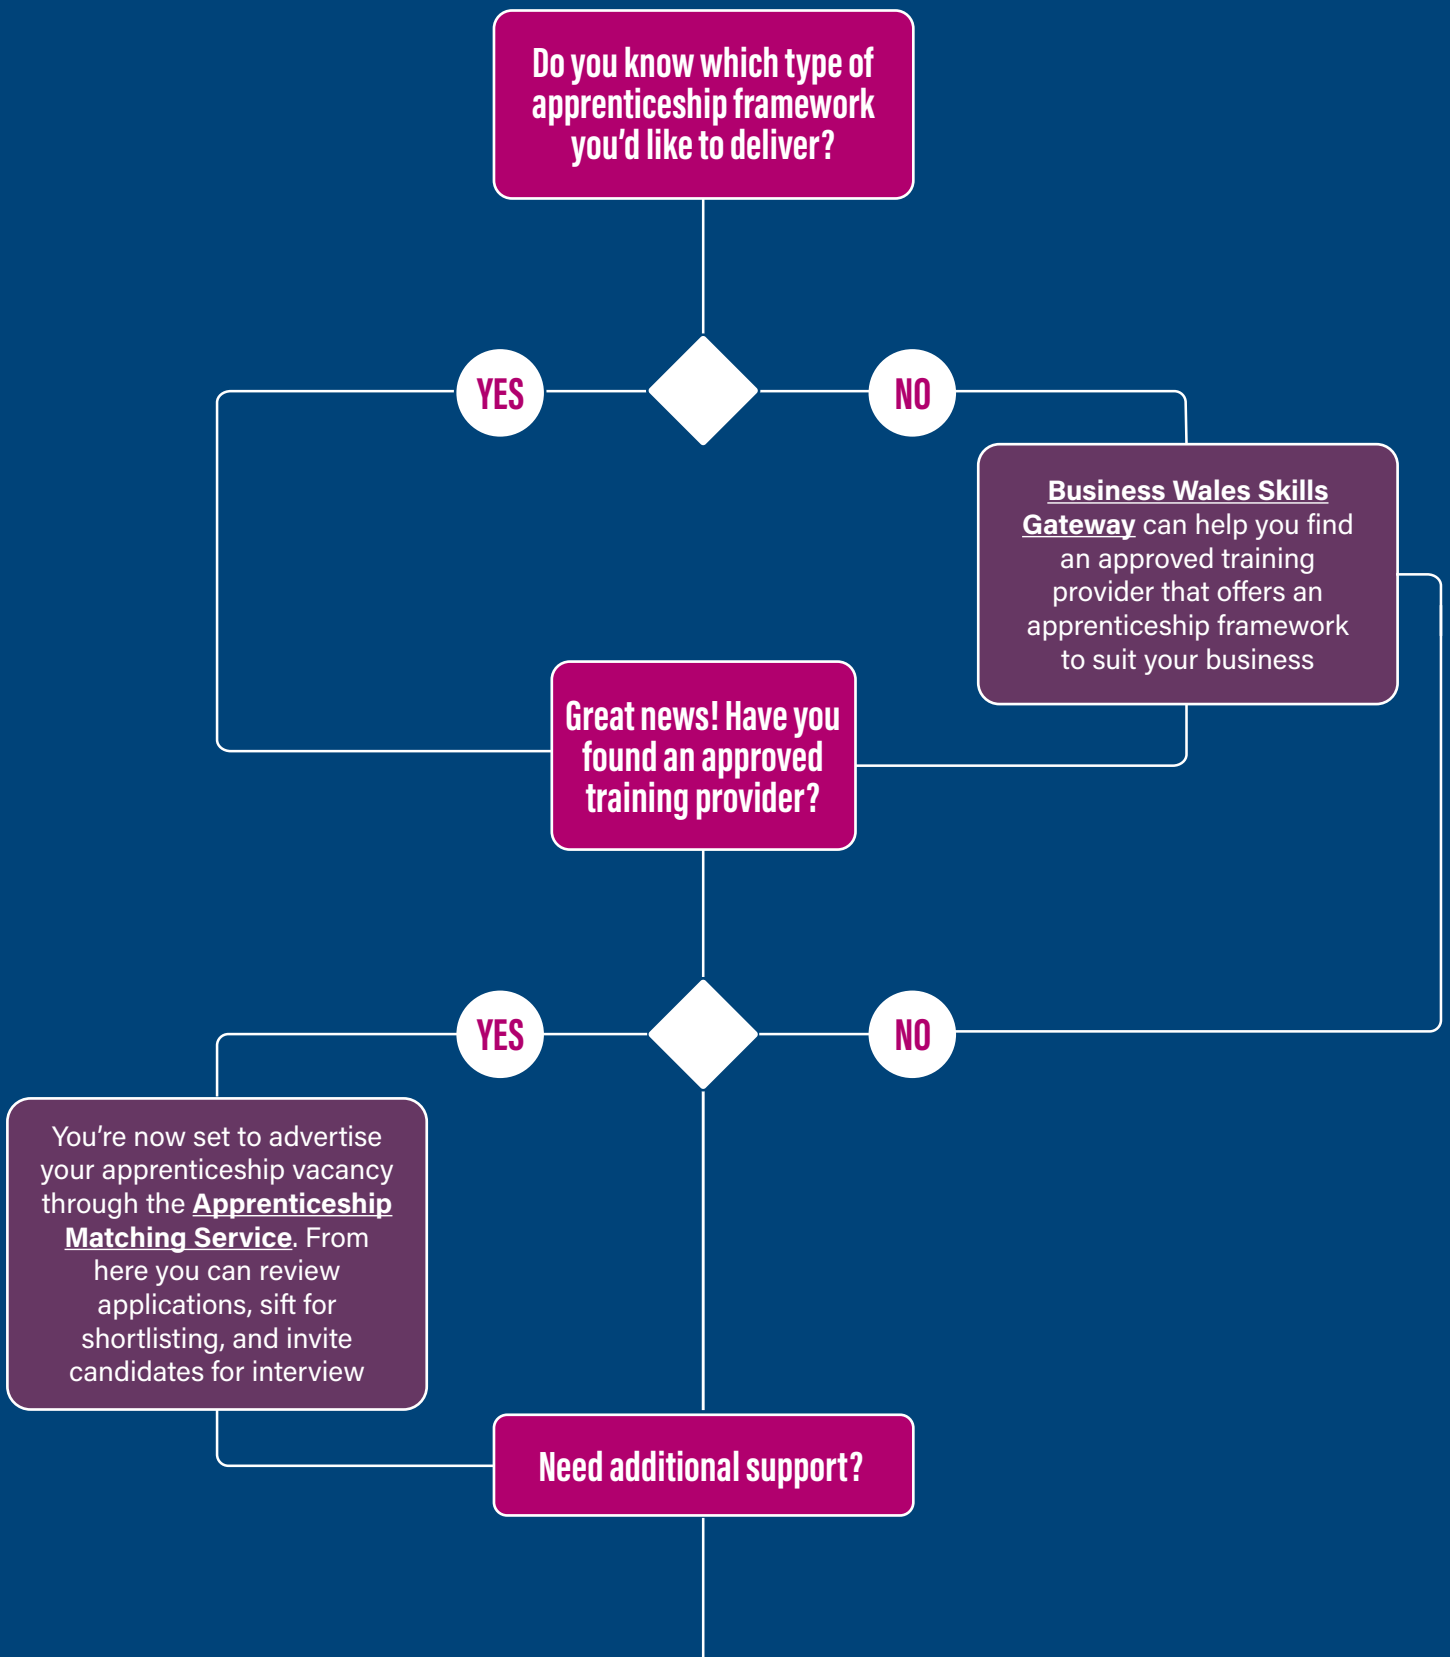 Do you know which type of
apprenticeship framework
you’d like to deliver?
YES
NO
Business Wales Skills
Gateway can help you find
an approved training
provider that offers an
apprenticeship framework
to suit your business
Great news! Have you
found an approved
training provider?
YES
NO
You’re now set to advertise
your apprenticeship vacancy
through the Apprenticeship
Matching Service. From
here you can review
applications, sift for
shortlisting, and invite
candidates for interview
Need additional support?